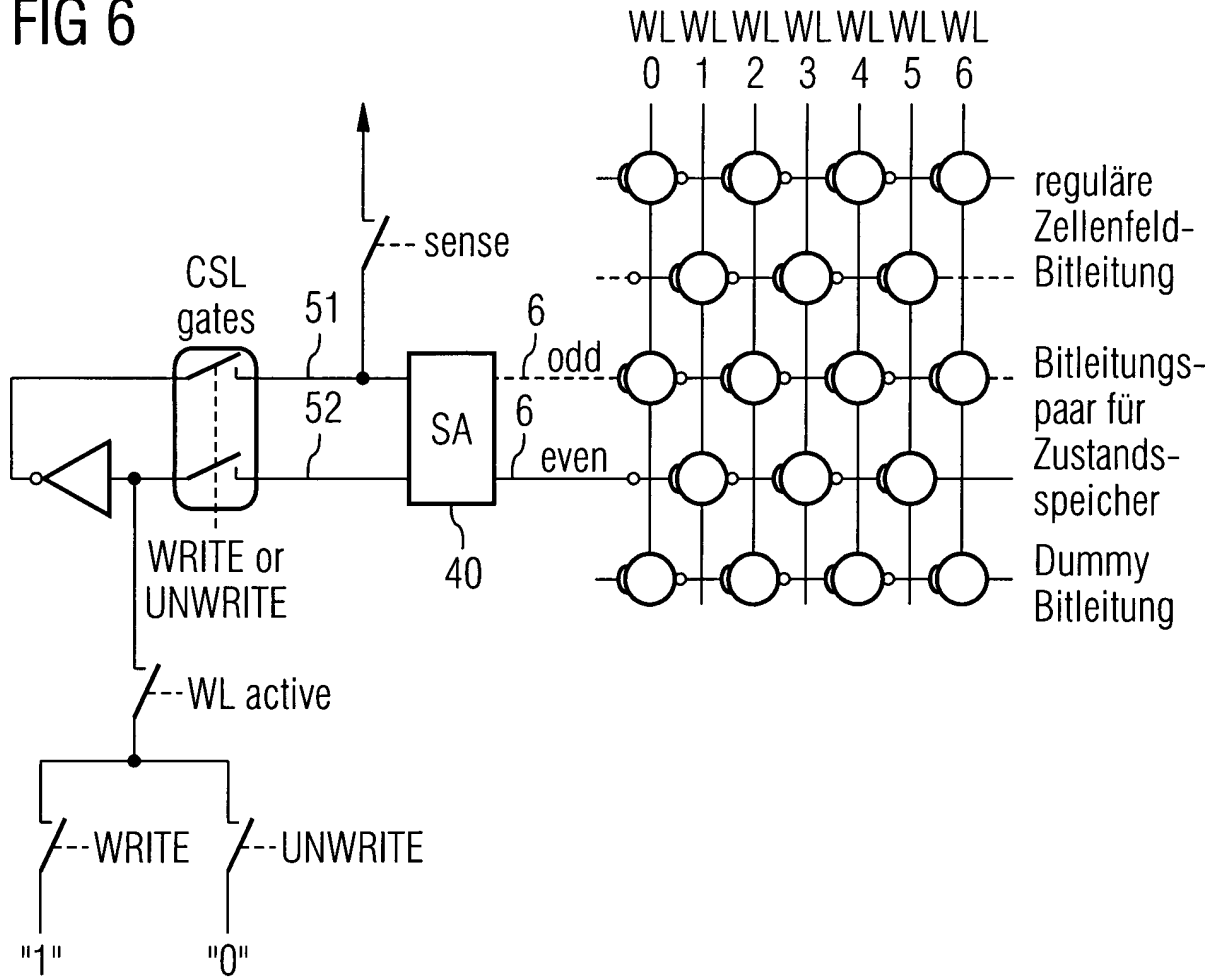 FIG 6
WL WL WL WL WL WL WL
0 1 2 3 4 5 6
reguläre
Zellenfeld-
Bitleitung
sense
CSL
gates
51
52
6
odd
6
even
SA
40
Bitleitungs-
paar für
Zustands-
speicher
WRITE or
UNWRITE
Dummy
Bitleitung
WL active
WRITE
UNWRITE
"1"
"0"